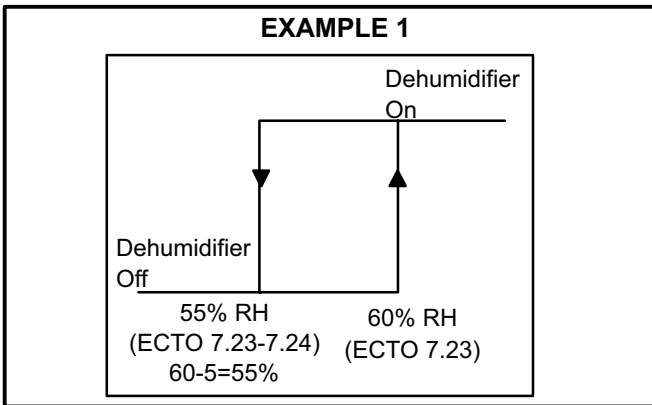 EXAMPLE 1
Dehumidifier
On
Dehumidifier
Off
55% RH
(ECTO 7.23-7.24)
60-5=55%
60% RH
(ECTO 7.23)